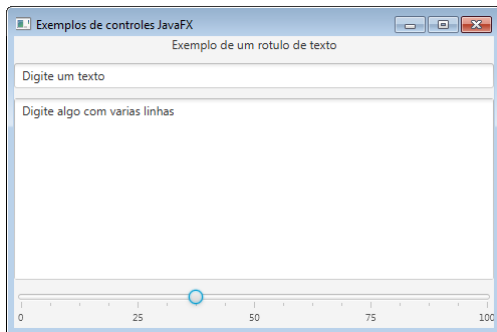 Exemplos de controles JavaFX
Exemplo de um rotulo de texto
Digite um texto
Digite algo com varias linhas
0 25 50 75 100